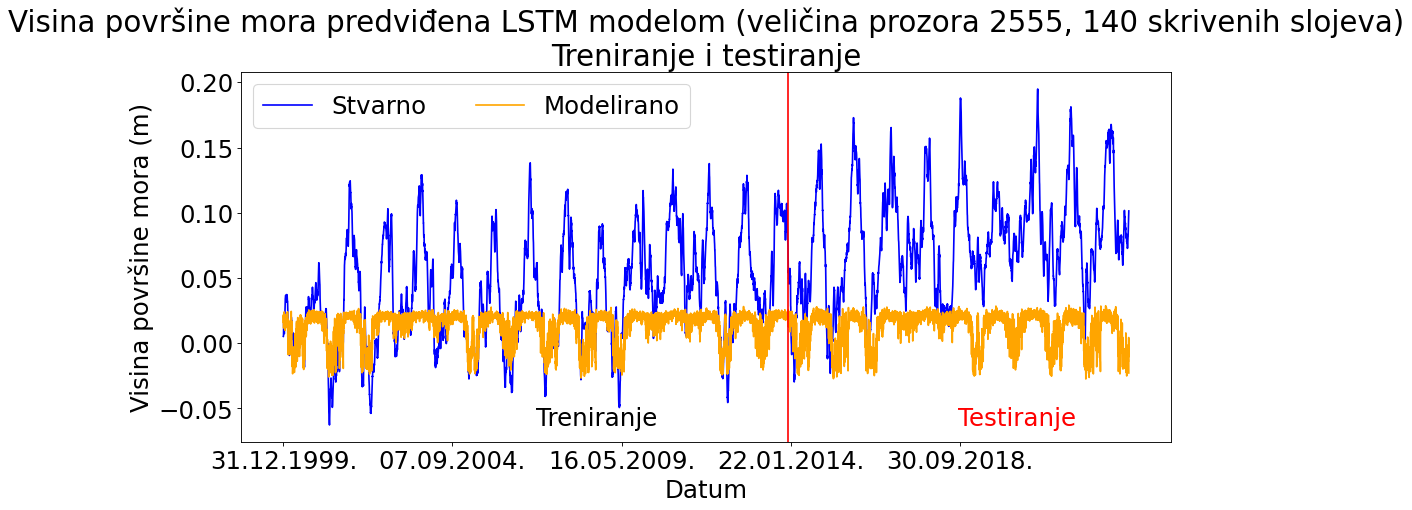 Visina površine mora predviđena LSTM modelom (veličina prozora 2555, 140 skrivenih slojeva)
Treniranje i testiranje
Stvarno
Modelirano
Visina površine mora (m)
0.20
0.15
0.10
0.05
0.00
−0.05
Treniranje
Testiranje
31.12.1999.
07.09.2004.
16.05.2009.
22.01.2014.
30.09.2018.
Datum